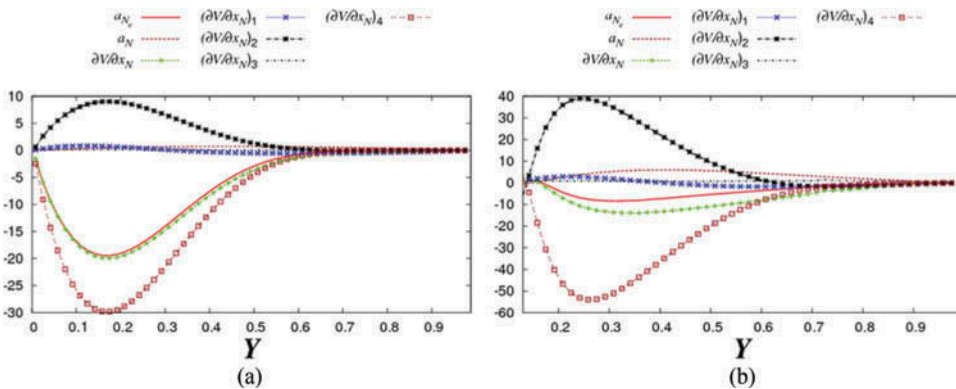 a_{N_e} (∂V/∂x_N)_1 (∂V/∂x_N)_4
a_N (∂V/∂x_N)_2
∂V/∂x_N (∂V/∂x_N)_3
10
5
0
-5
-10
-15
-20
-25
-30
0 0.1 0.2 0.3 0.4 0.5 0.6 0.7 0.8 0.9
Y
(a)
a_{N_e} (∂V/∂x_N)_1 (∂V/∂x_N)_4
a_N (∂V/∂x_N)_2
∂V/∂x_N (∂V/∂x_N)_3
40
30
20
10
0
-10
-20
-30
-40
-50
-60
0.2 0.3 0.4 0.5 0.6 0.7 0.8 0.9
Y
(b)